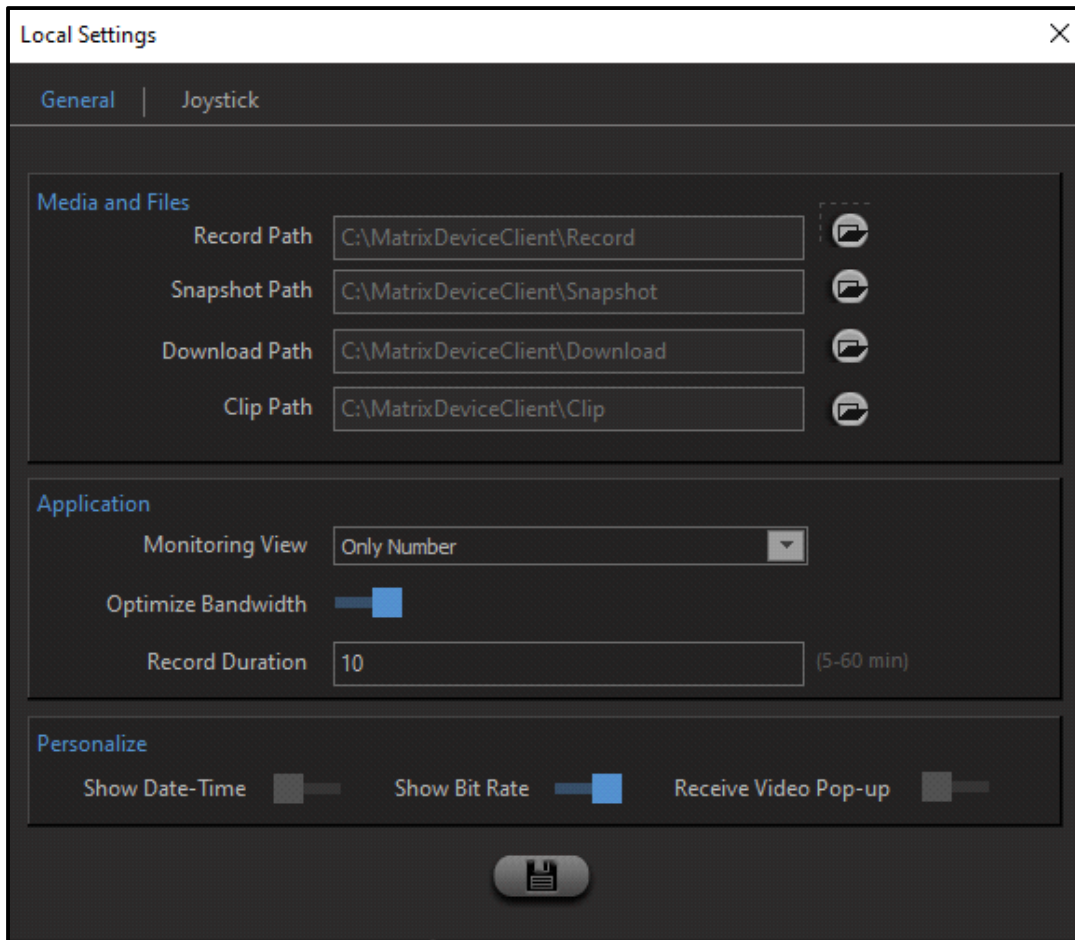 Local Settings
General | Joystick
Media and Files
Record Path C:\MatrixDeviceClient\Record
Snapshot Path C:\MatrixDeviceClient\Snapshot
Download Path C:\MatrixDeviceClient\Download
Clip Path C:\MatrixDeviceClient\Clip
Application
Monitoring View Only Number
Optimize Bandwidth
Record Duration 10 (5-60 min)
Personalize
Show Date-Time Show Bit Rate Receive Video Pop-up